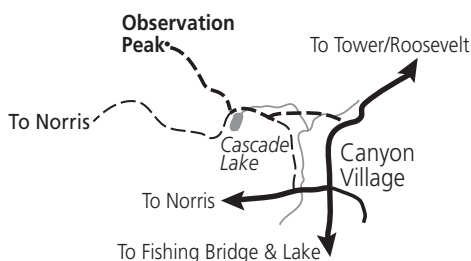 Observation
Peak
To Tower/Roosevelt
To Norris
Cascade
Lake
Canyon
Village
To Norris
To Fishing Bridge & Lake